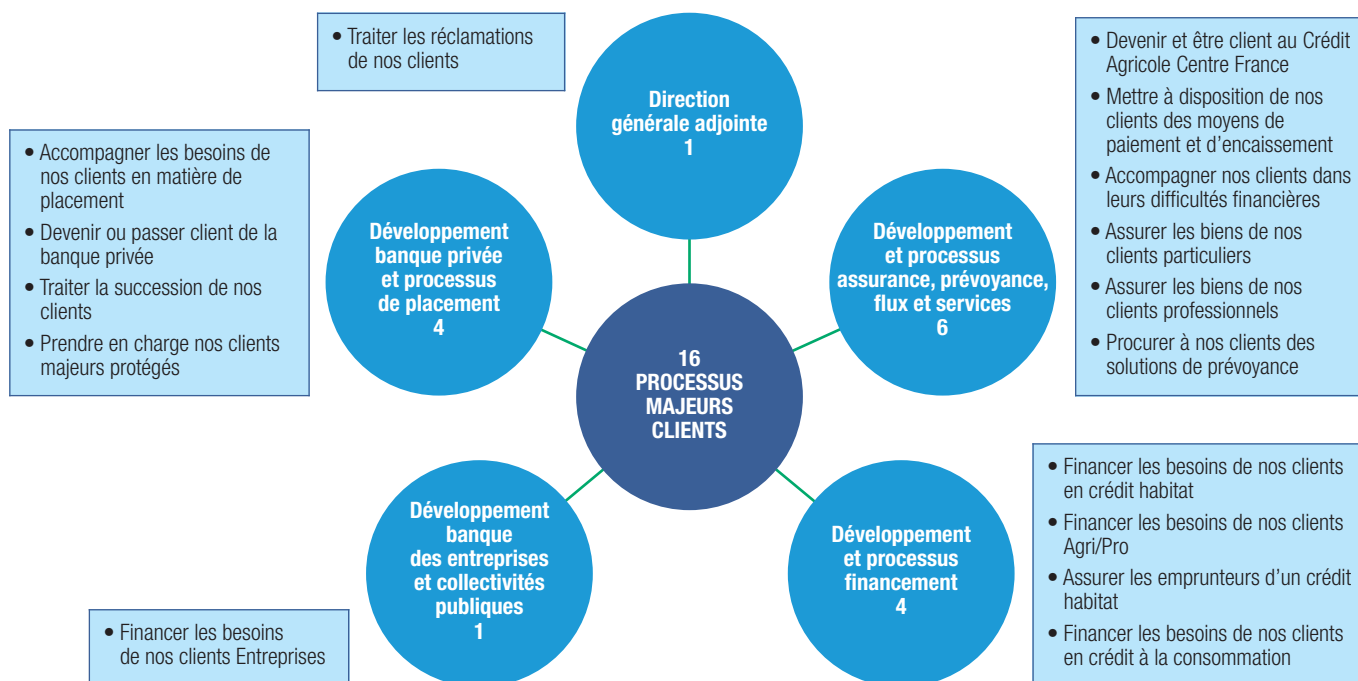 • Traiter les réclamations
de nos clients
Direction
générale adjointe
1
• Devenir et être client au Crédit
Agricole Centre France
• Mettre à disposition de nos
clients des moyens de
paiement et d'encaissement
• Accompagner nos clients dans
leurs difficultés financières
• Assurer les biens de nos
clients particuliers
• Assurer les biens de nos
clients professionnels
• Procurer à nos clients des
solutions de prévoyance
• Accompagner les besoins de
nos clients en matière de
placement
• Devenir ou passer client de la
banque privée
• Traiter la succession de nos
clients
• Prendre en charge nos clients
majeurs protégés
Développement
banque privée
et processus
de placement
4
Développement
et processus
assurance, prévoyance,
flux et services
6
16
PROCESSUS
MAJEURS
CLIENTS
Développement
banque
des entreprises
et collectivités
publiques
1
Développement
et processus
financement
4
• Financer les besoins de nos clients
en crédit habitat
• Financer les besoins de nos clients
Agri/Pro
• Assurer les emprunteurs d'un crédit
habitat
• Financer les besoins de nos clients
en crédit à la consommation
• Financer les besoins
de nos clients Entreprises